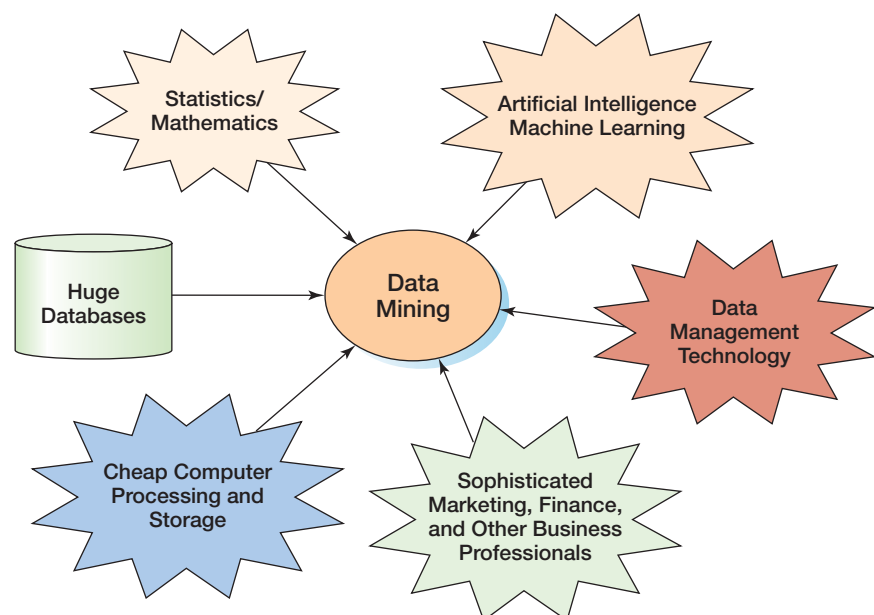 Statistics/
Mathematics
Artificial Intelligence
Machine Learning
Huge
Databases
Data
Mining
Data
Management
Technology
Cheap Computer
Processing and
Storage
Sophisticated
Marketing, Finance,
and Other Business
Professionals